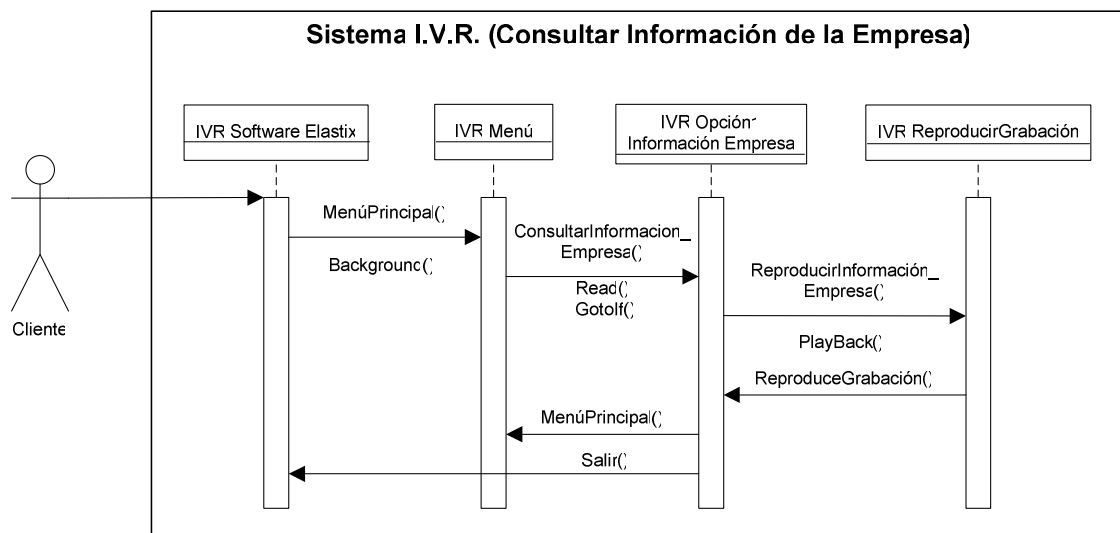 Sistema I.V.R. (Consultar Información de la Empresa)
IVR Software Elastix
IVR Menú
IVR Opción
Información Empresa
IVR ReproducirGrabación
Cliente
MenúPrincipal()
Background()
ConsultarInformacion_
Empresa()
Read()
GotoIf()
ReproducirInformación_
Empresa()
PlayBack()
ReproduceGrabación()
MenúPrincipal()
Salir()